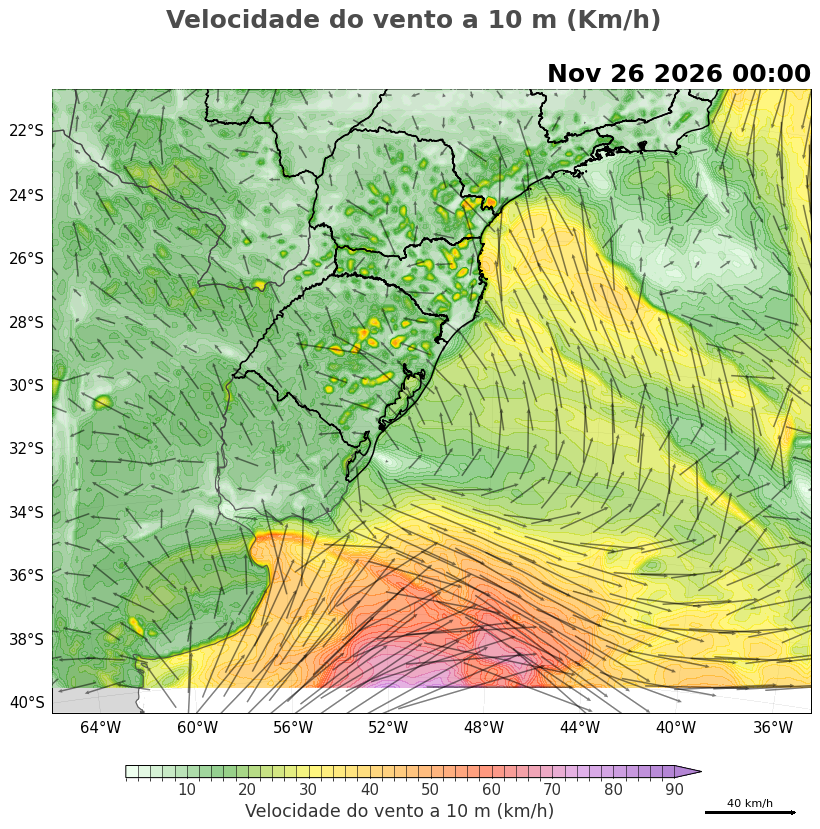 Velocidade do vento a 10 m (Km/h)
Nov 26 2026 00:00
22°S
24°S
26°S
28°S
30°S
32°S
34°S
36°S
38°S
40°S
64°W 60°W 56°W 52°W 48°W 44°W 40°W 36°W
10 20 30 40 50 60 70 80 90
Velocidade do vento a 10 m (km/h)
40 km/h